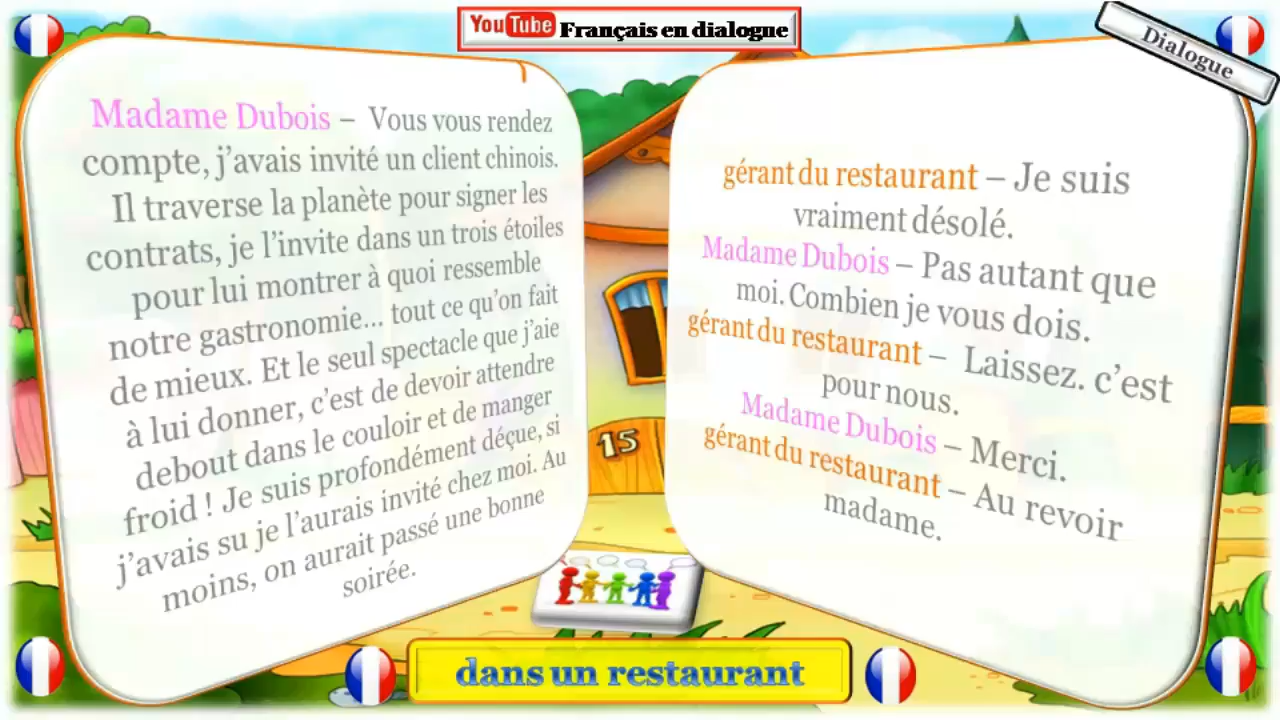 YouTube Français en dialogue
Dialogue
Madame Dubois – Vous vous rendez
compte, j’avais invité un client chinois.
Il traverse la planète pour signer les
contrats, je l’invite dans un trois étoiles
pour lui montrer à quoi ressemble
notre gastronomie... tout ce qu’on fait
de mieux. Et le seul spectacle que j’aie
à lui donner, c’est de devoir attendre
debout dans le couloir et de manger
froid ! Je suis profondément déçue, si
j’avais su je l’aurais invité chez moi. Au
moins, on aurait passé une bonne
soirée.
gérant du restaurant – Je suis
vraiment désolé.
Madame Dubois – Pas autant que
moi. Combien je vous dois.
gérant du restaurant – Laissez. c’est
pour nous.
Madame Dubois – Merci.
gérant du restaurant – Au revoir
madame.
15
dans un restaurant